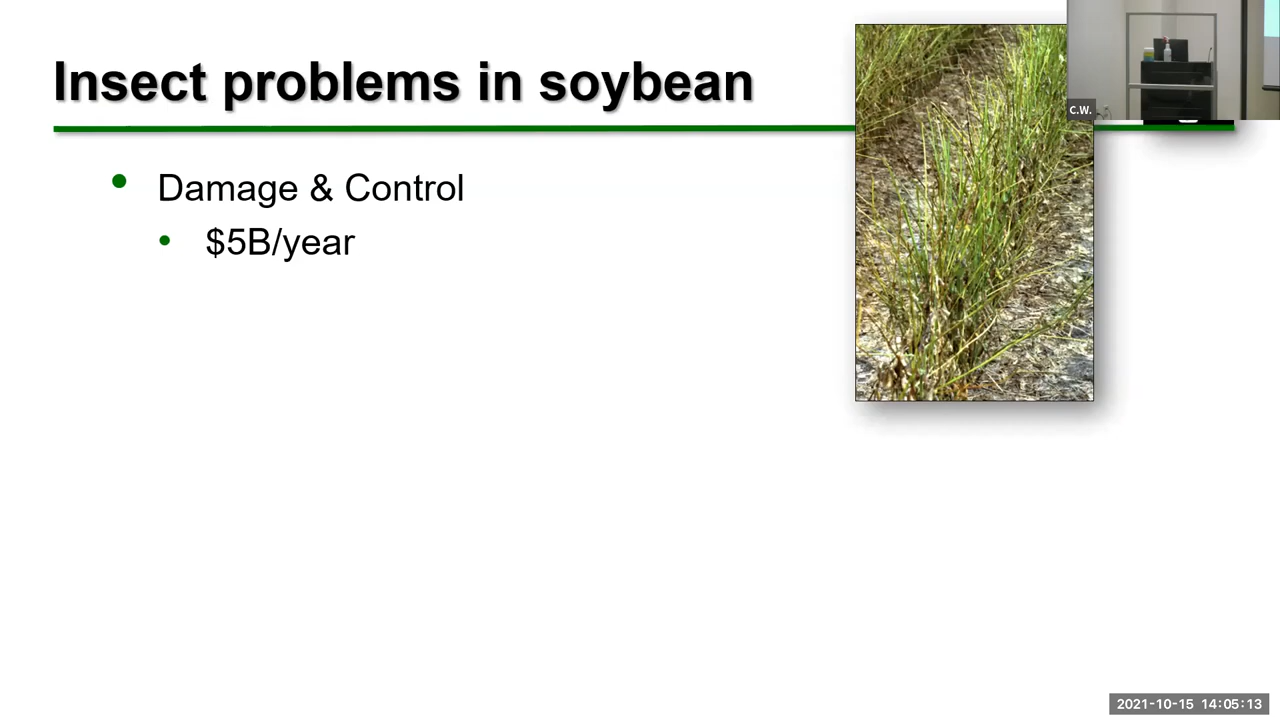 Insect problems in soybean
C.W.
Damage & Control
$5B/year
2021-10-15 14:05:13